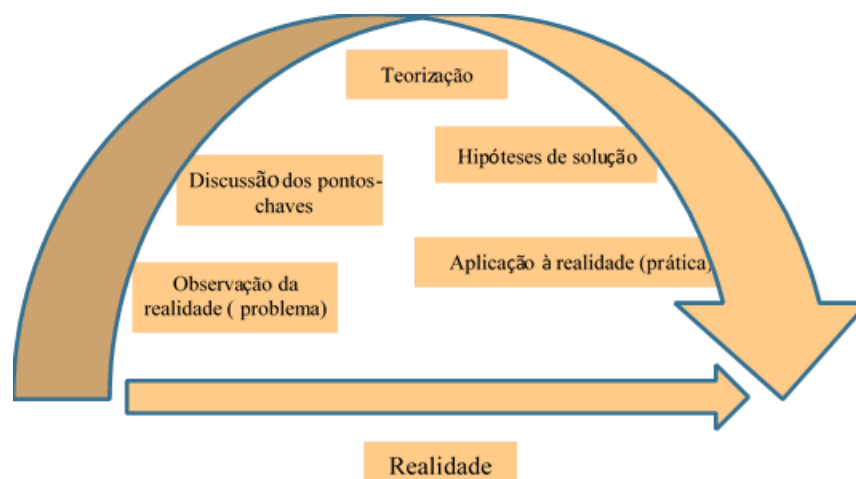 Teorização
Hipóteses de solução
Discussão dos pontos-
chaves
Aplicação à realidade (prática)
Observação da
realidade ( problema)
Realidade